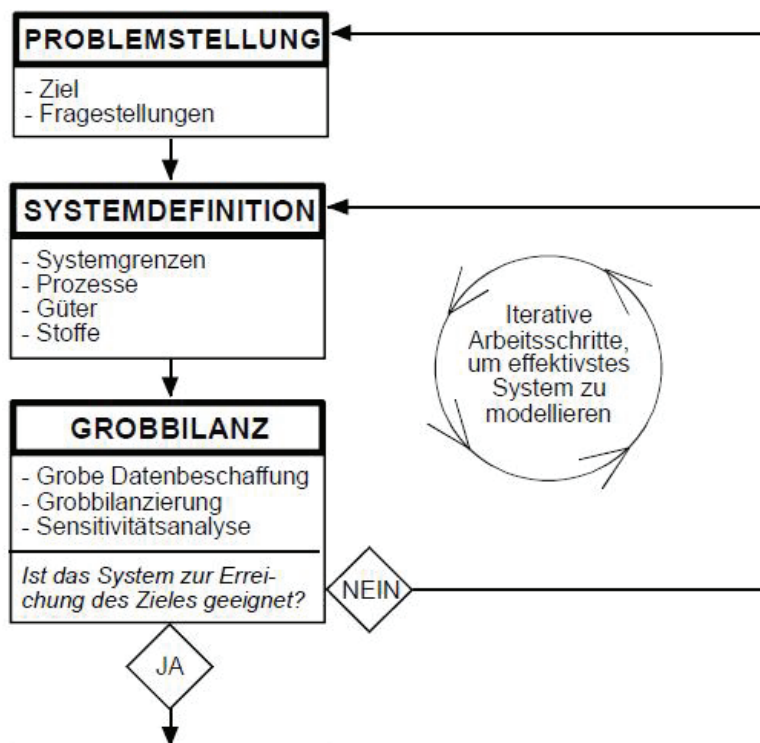 PROBLEMSTELLUNG
- Ziel
- Fragestellungen
SYSTEMDEFINITION
- Systemgrenzen
- Prozesse
- Güter
- Stoffe
Iterative
Arbeitsschritte,
um effektivstes
System zu
modellieren
GROBBILANZ
- Grobe Datenbeschaffung
- Grobbilanzierung
- Sensitivitätsanalyse
Ist das System zur Errei-
chung des Zieles geeignet?
NEIN
JA